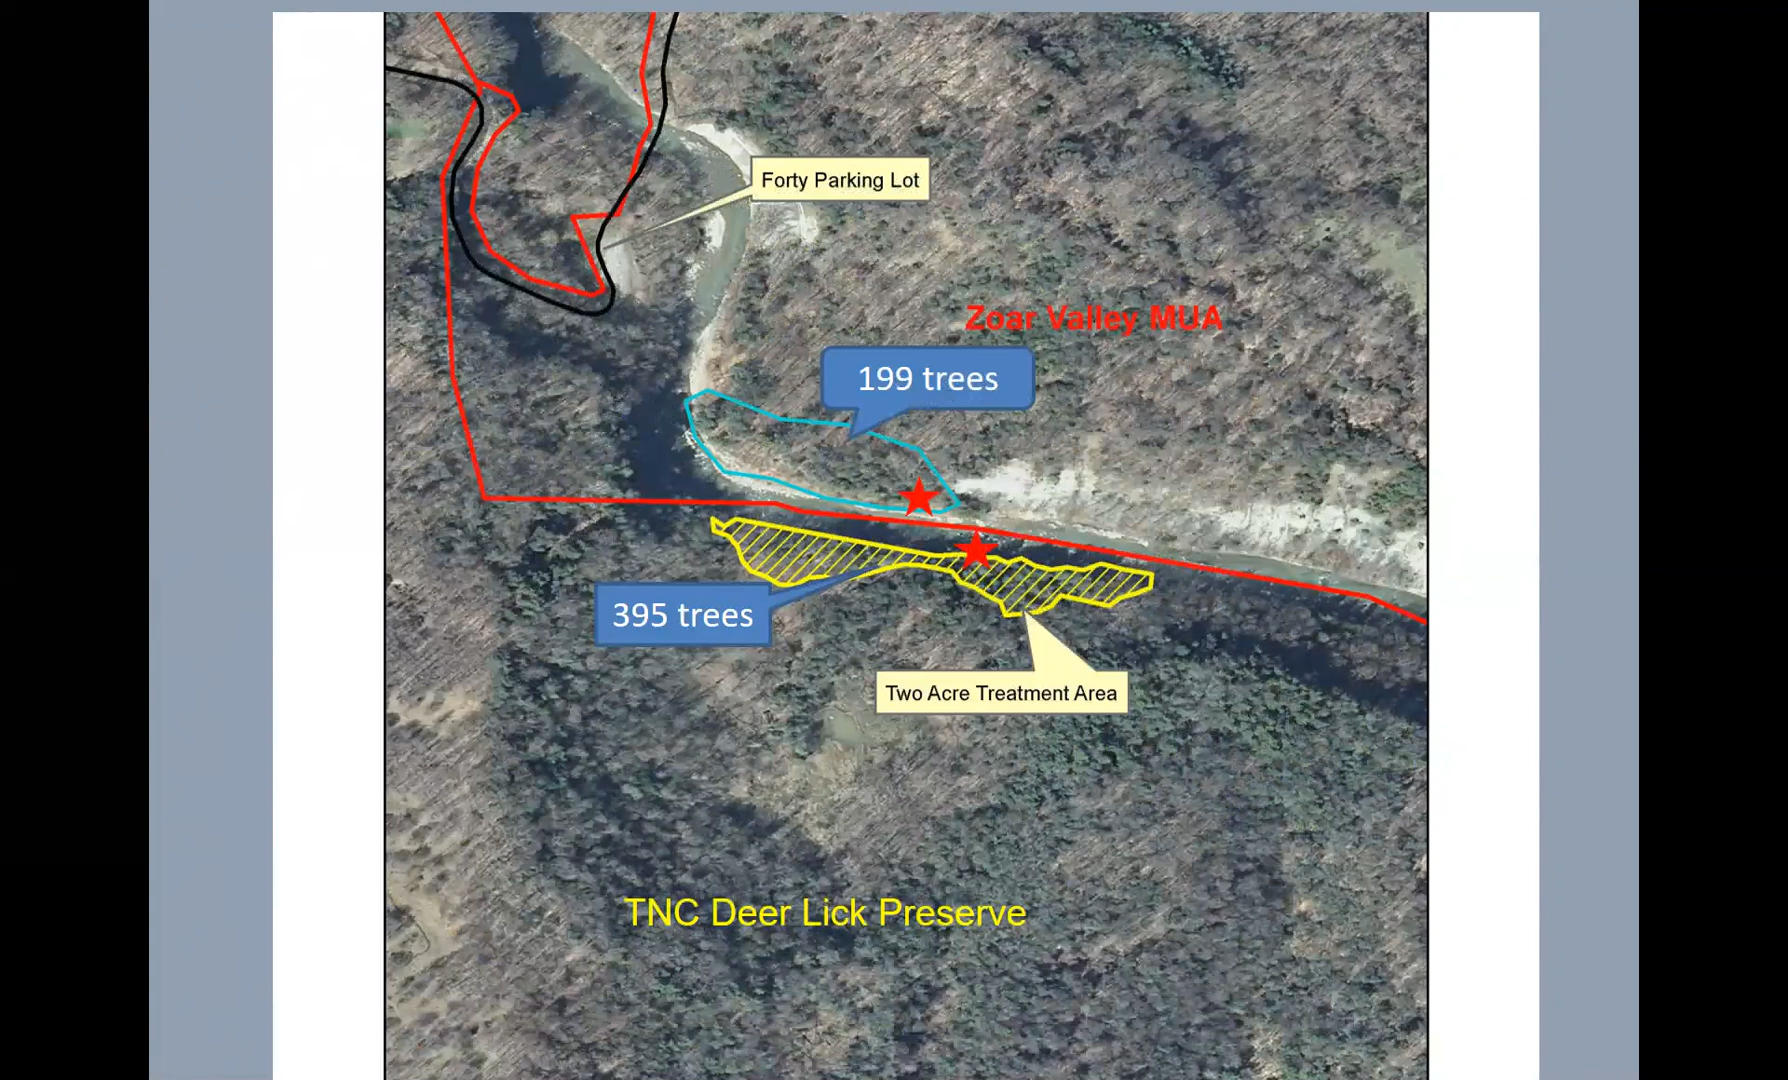 Forty Parking Lot
Zoar Valley MUA
199 trees
395 trees
Two Acre Treatment Area
TNC Deer Lick Preserve